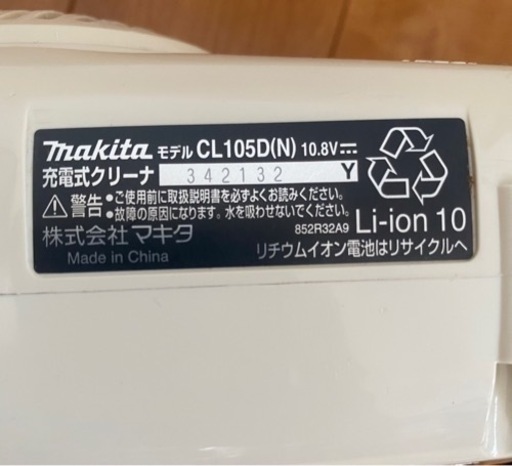 makita モデル CL105D(N) 10.8V⎓
充電式クリーナ 342132 Y
⚠警告 ●ご使用前に取扱説明書を必ずよくお読みください。
●故障の原因になります。水を吸わせないでください。
株式会社マキタ 852R32A9 Li-ion 10
Made in China リチウムイオン電池はリサイクルへ